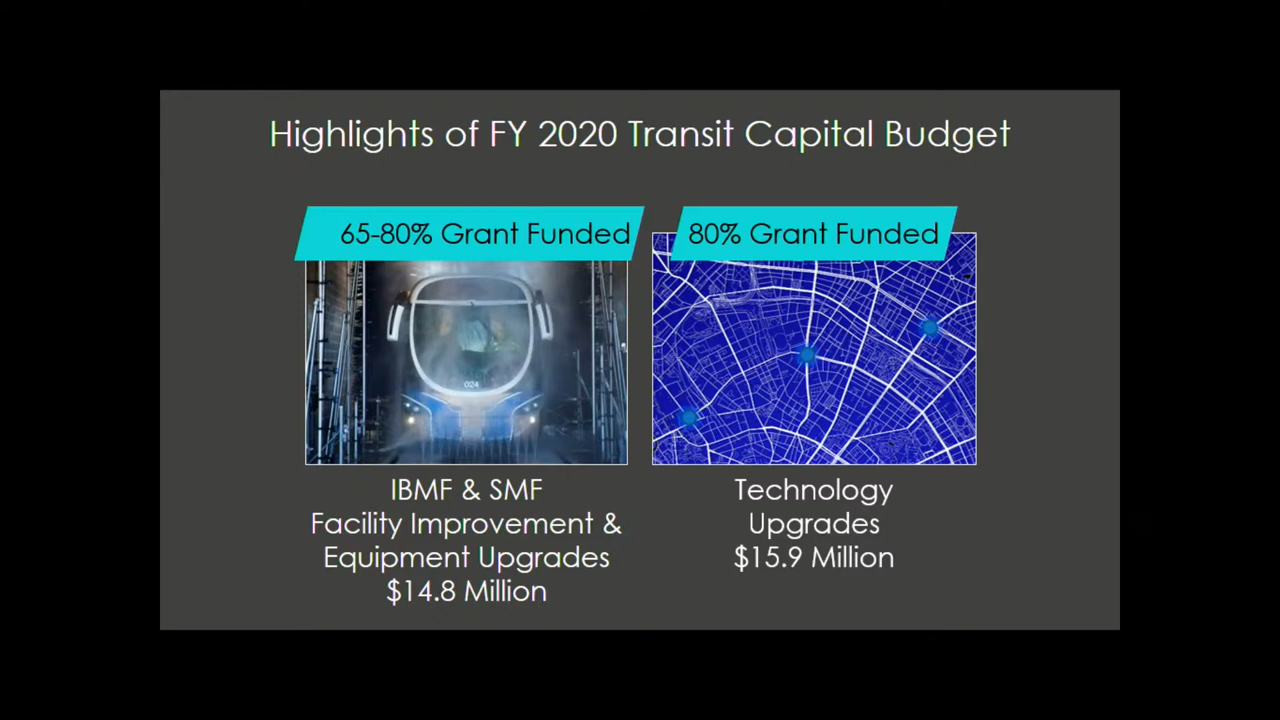 Highlights of FY 2020 Transit Capital Budget
65-80% Grant Funded
80% Grant Funded
024
IBMF & SMF
Facility Improvement &
Equipment Upgrades
$14.8 Million
Technology
Upgrades
$15.9 Million